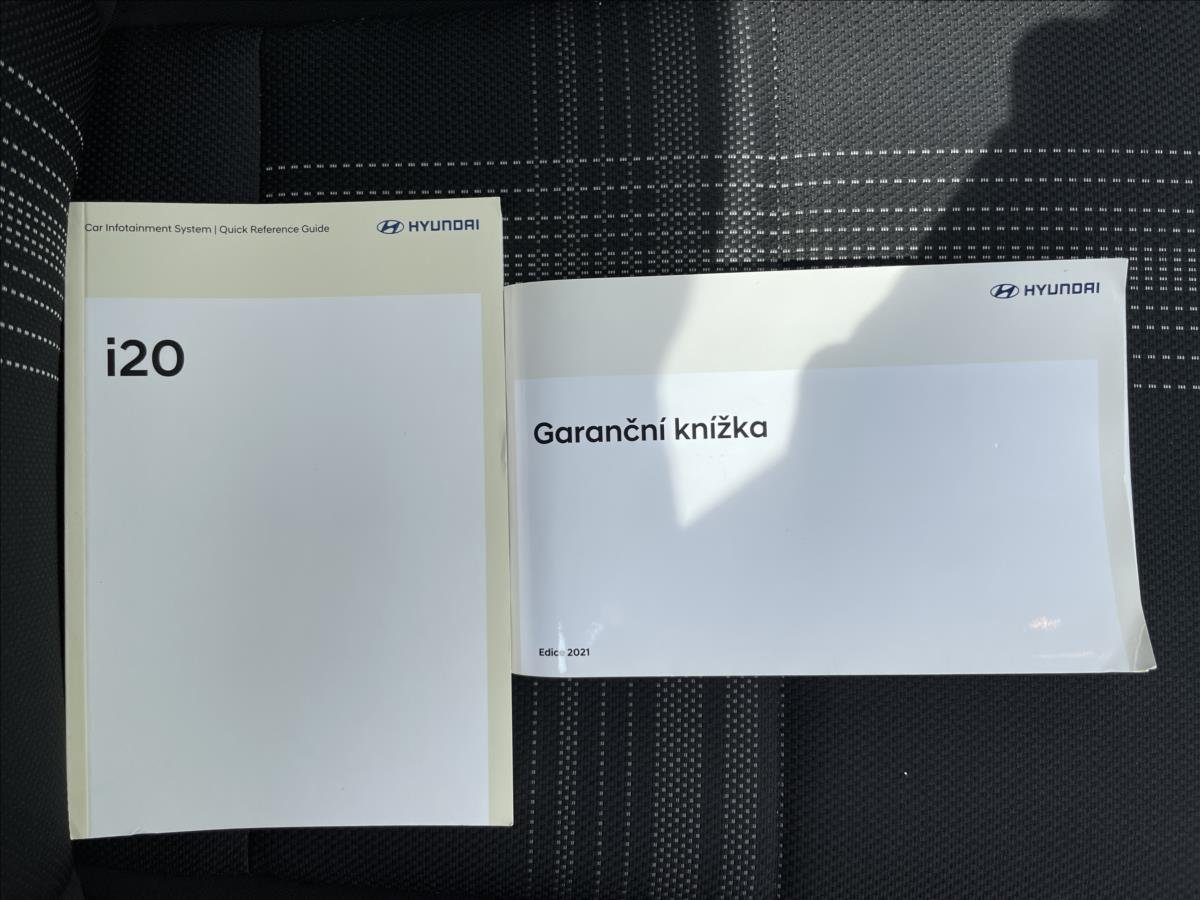 Car Infotainment System | Quick Reference Guide
HYUNDAI
i20
HYUNDAI
Garanční knížka
Edice 2021